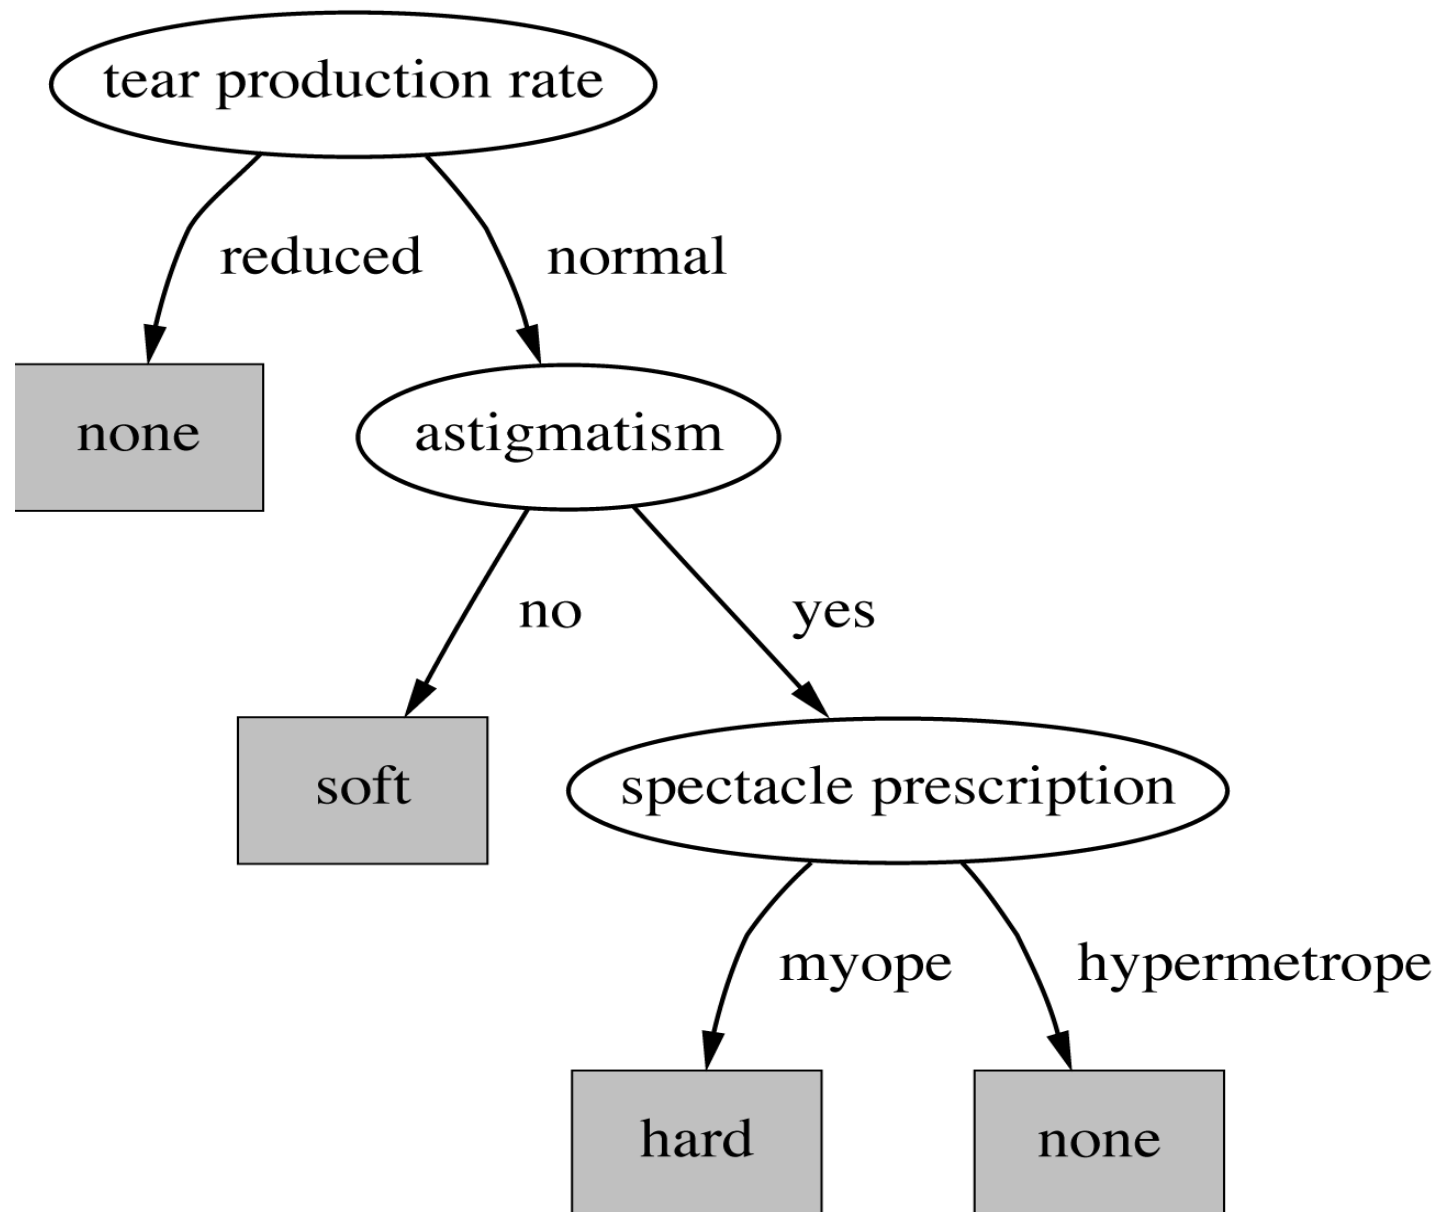 tear production rate
reduced
normal
none
astigmatism
no
yes
soft
spectacle prescription
myope
hypermetrope
hard
none